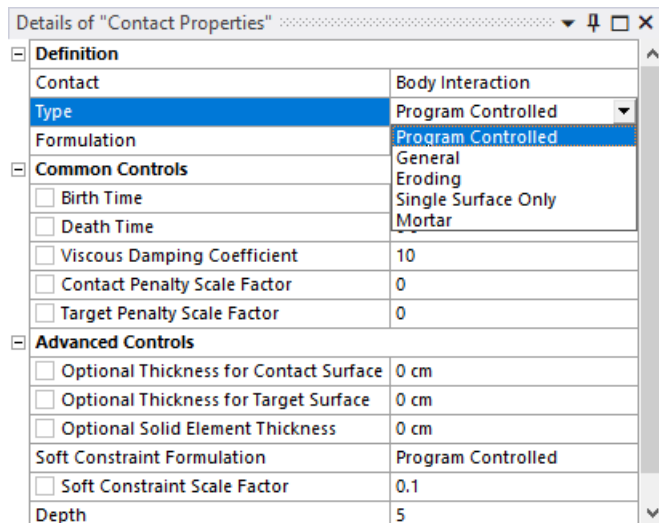 Details of "Contact Properties"
Definition
Contact Body Interaction
Type Program Controlled
Formulation Program Controlled
General
Common Controls Eroding
Birth Time Single Surface Only
Death Time Mortar
Viscous Damping Coefficient 10
Contact Penalty Scale Factor 0
Target Penalty Scale Factor 0
Advanced Controls
Optional Thickness for Contact Surface 0 cm
Optional Thickness for Target Surface 0 cm
Optional Solid Element Thickness 0 cm
Soft Constraint Formulation Program Controlled
Soft Constraint Scale Factor 0.1
Depth 5